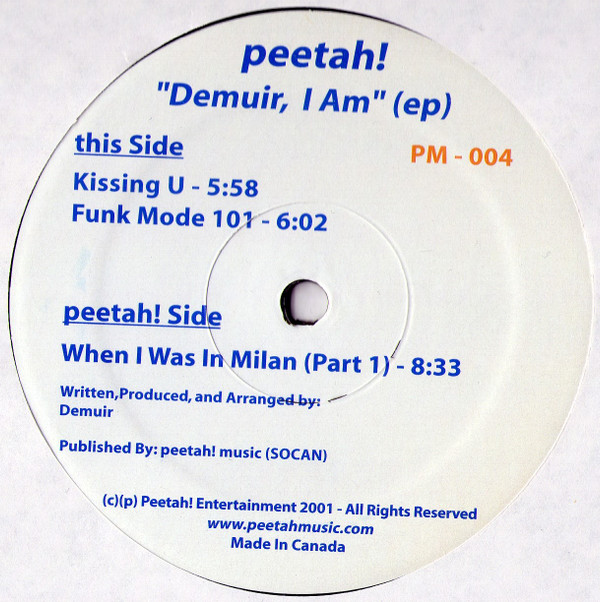 peetah!
"Demuir, I Am" (ep)
this Side
PM - 004
Kissing U - 5:58
Funk Mode 101 - 6:02
peetah! Side
When I Was In Milan (Part 1) - 8:33
Written,Produced, and Arranged by:
Demuir
Published By: peetah! music (SOCAN)
(c)(p) Peetah! Entertainment 2001 - All Rights Reserved
www.peetahmusic.com
Made In Canada